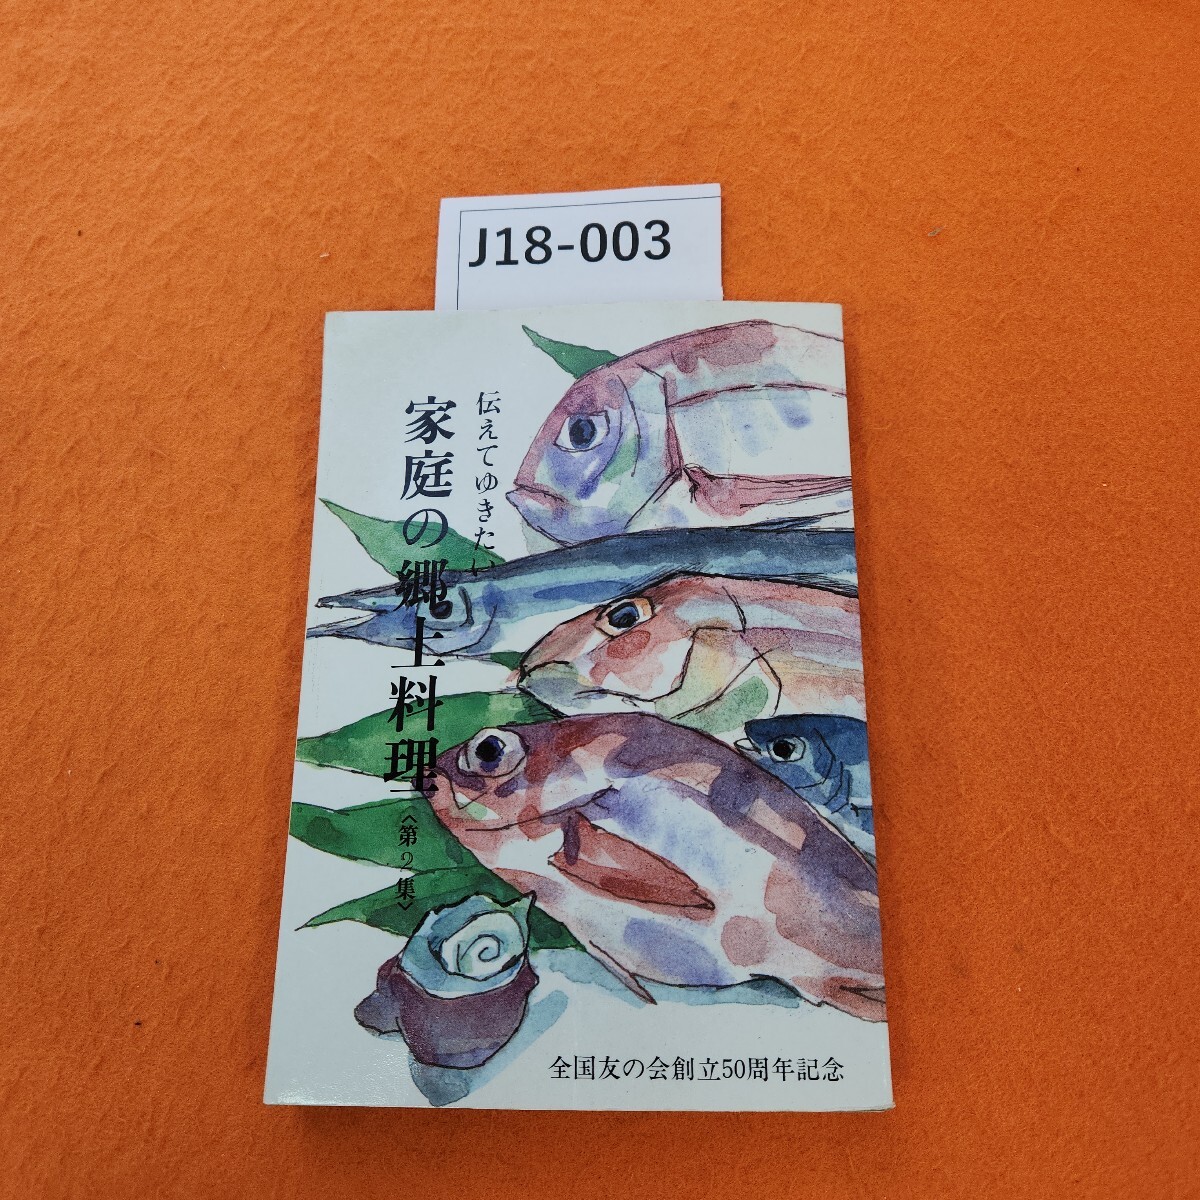 J18-003
伝えてゆきたい
家庭の郷土料理
〈第2集〉
全国友の会創立50周年記念